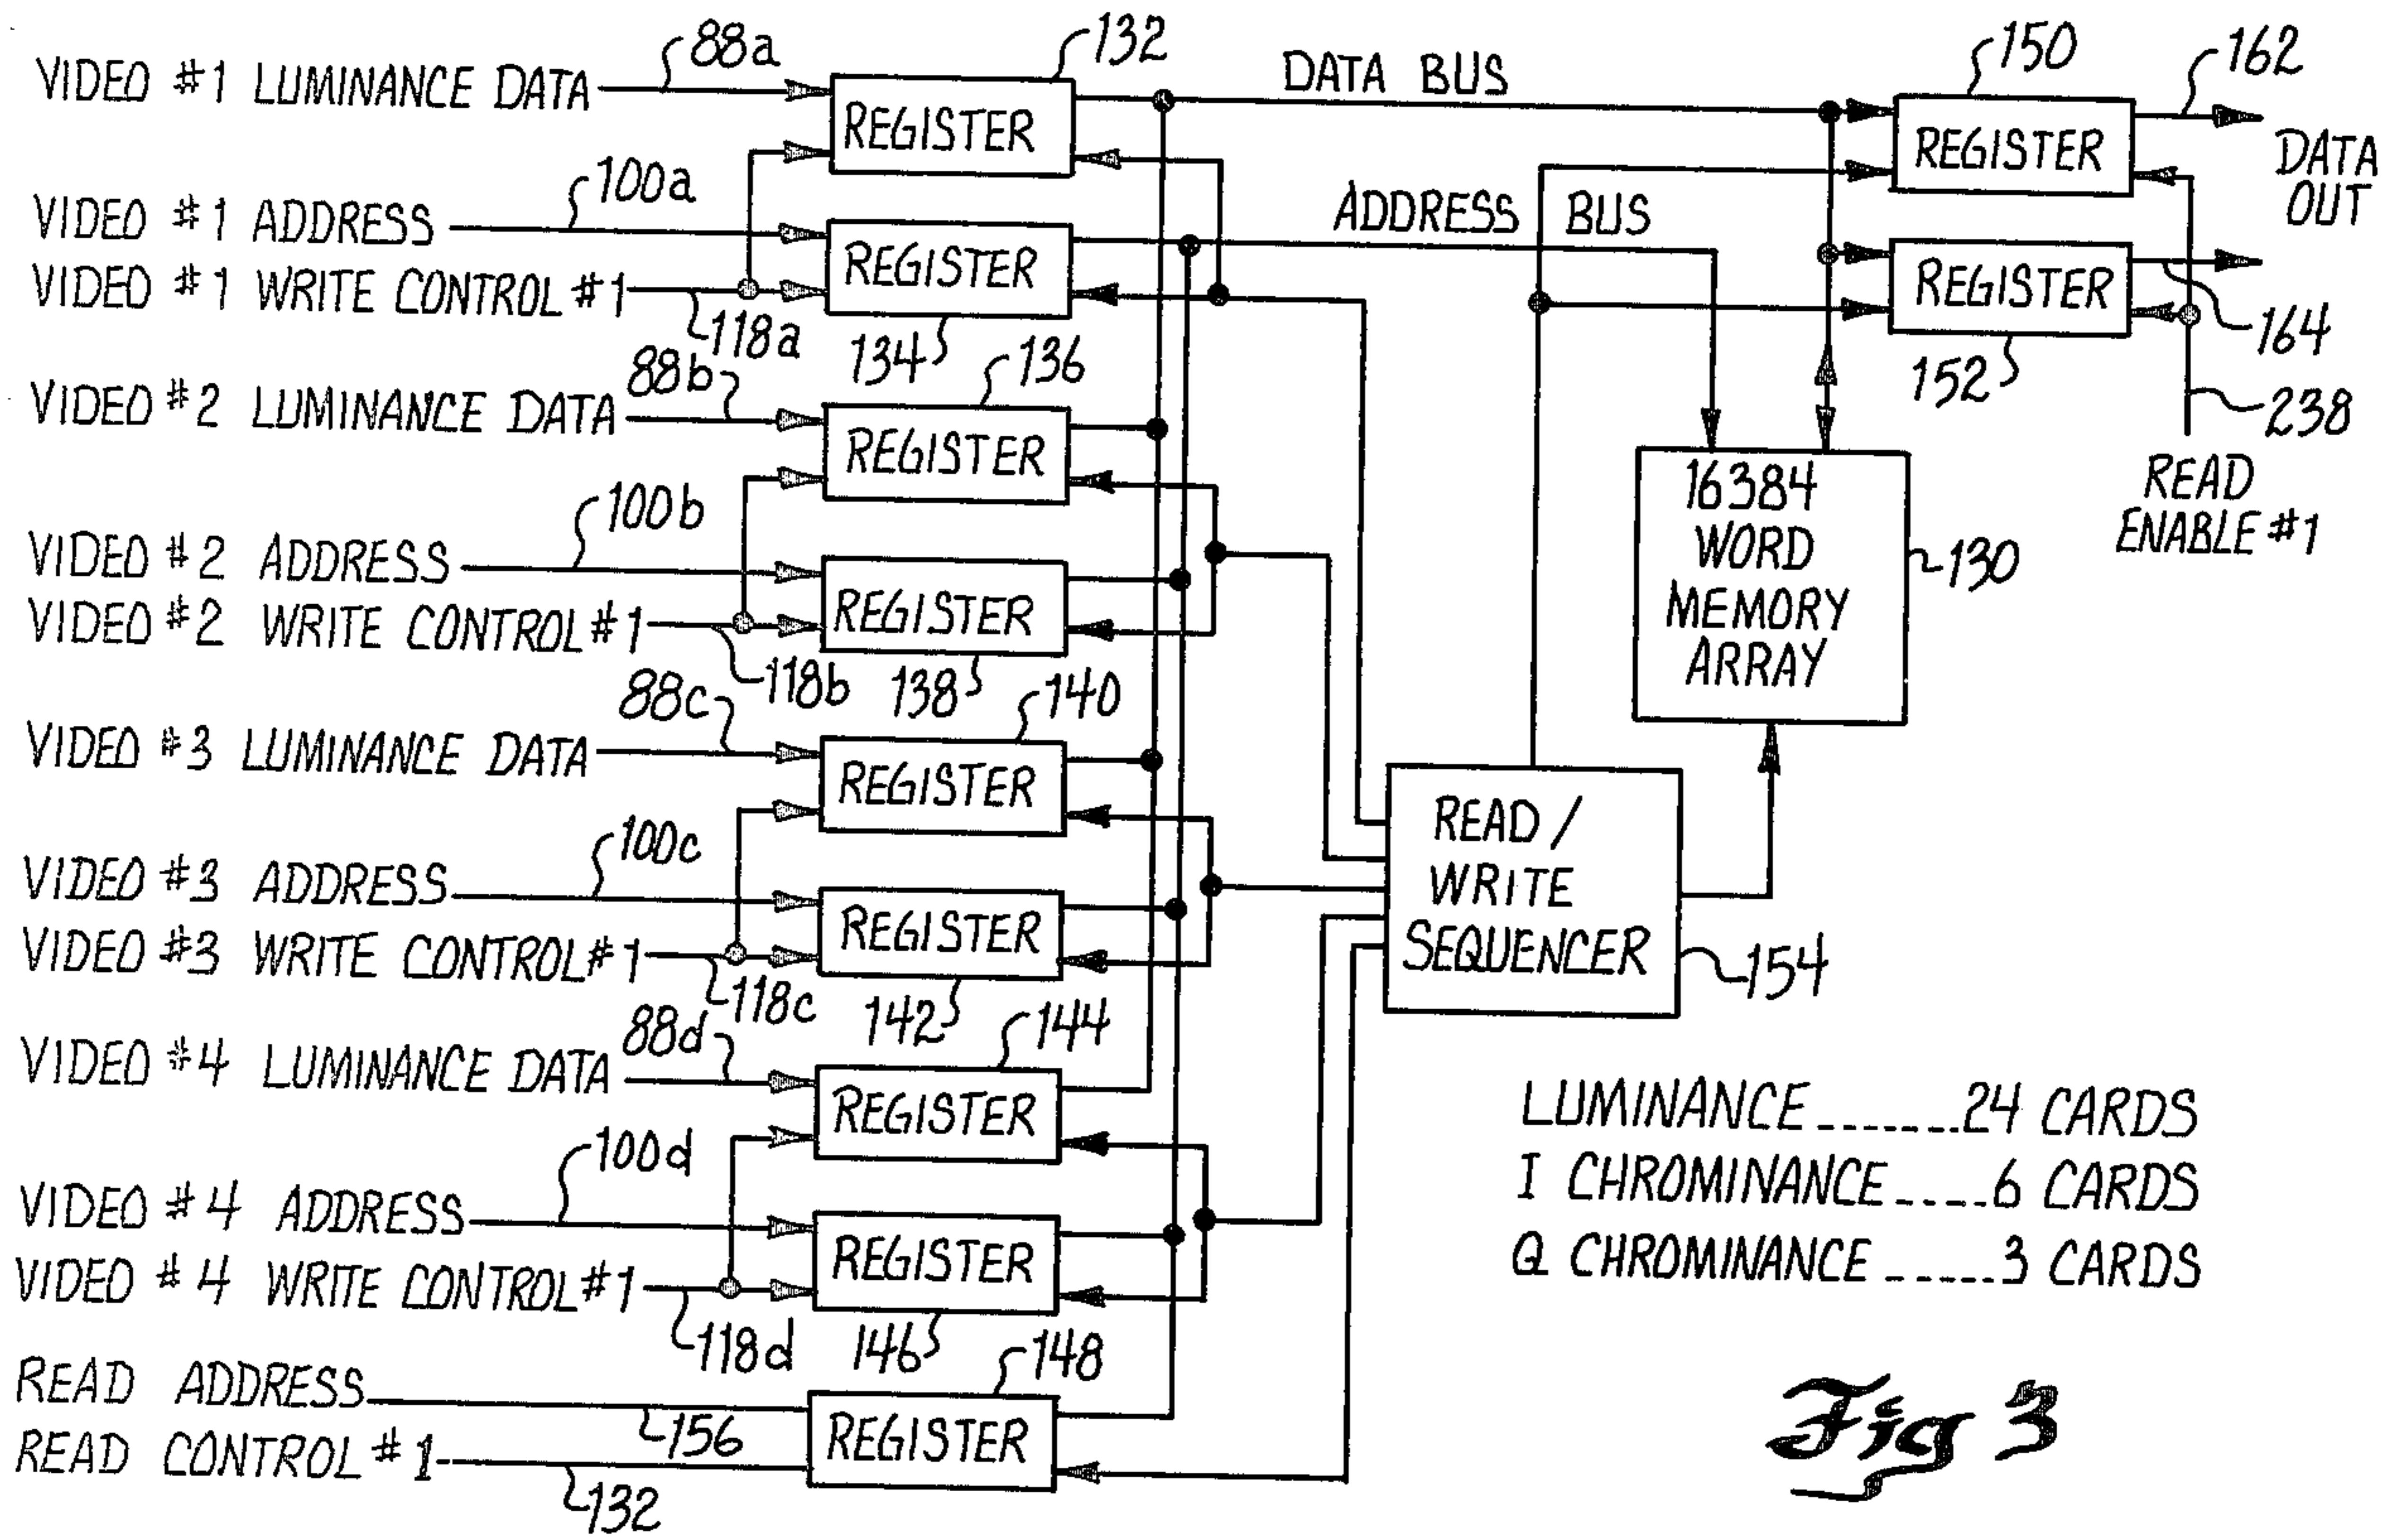 88a
132
DATA BUS
150
162
VIDEO #1 LUMINANCE DATA
REGISTER
REGISTER
DATA
OUT
100a
VIDEO #1 ADDRESS
ADDRESS BUS
REGISTER
REGISTER
VIDEO #1 WRITE CONTROL #1
118a
134
136
152
164
238
88b
VIDEO #2 LUMINANCE DATA
REGISTER
16384
WORD
MEMORY
ARRAY
READ
ENABLE #1
130
100b
VIDEO #2 ADDRESS
REGISTER
VIDEO #2 WRITE CONTROL #1
118b
138
140
88c
VIDEO #3 LUMINANCE DATA
REGISTER
READ /
WRITE
SEQUENCER
154
100c
VIDEO #3 ADDRESS
REGISTER
VIDEO #3 WRITE CONTROL #1
118c
142
144
88d
VIDEO #4 LUMINANCE DATA
REGISTER
LUMINANCE.......24 CARDS
I CHROMINANCE....6 CARDS
Q CHROMINANCE.....3 CARDS
100d
VIDEO #4 ADDRESS
REGISTER
VIDEO #4 WRITE CONTROL #1
118d
146
148
READ ADDRESS
156
REGISTER
READ CONTROL #1
132
Fig 3